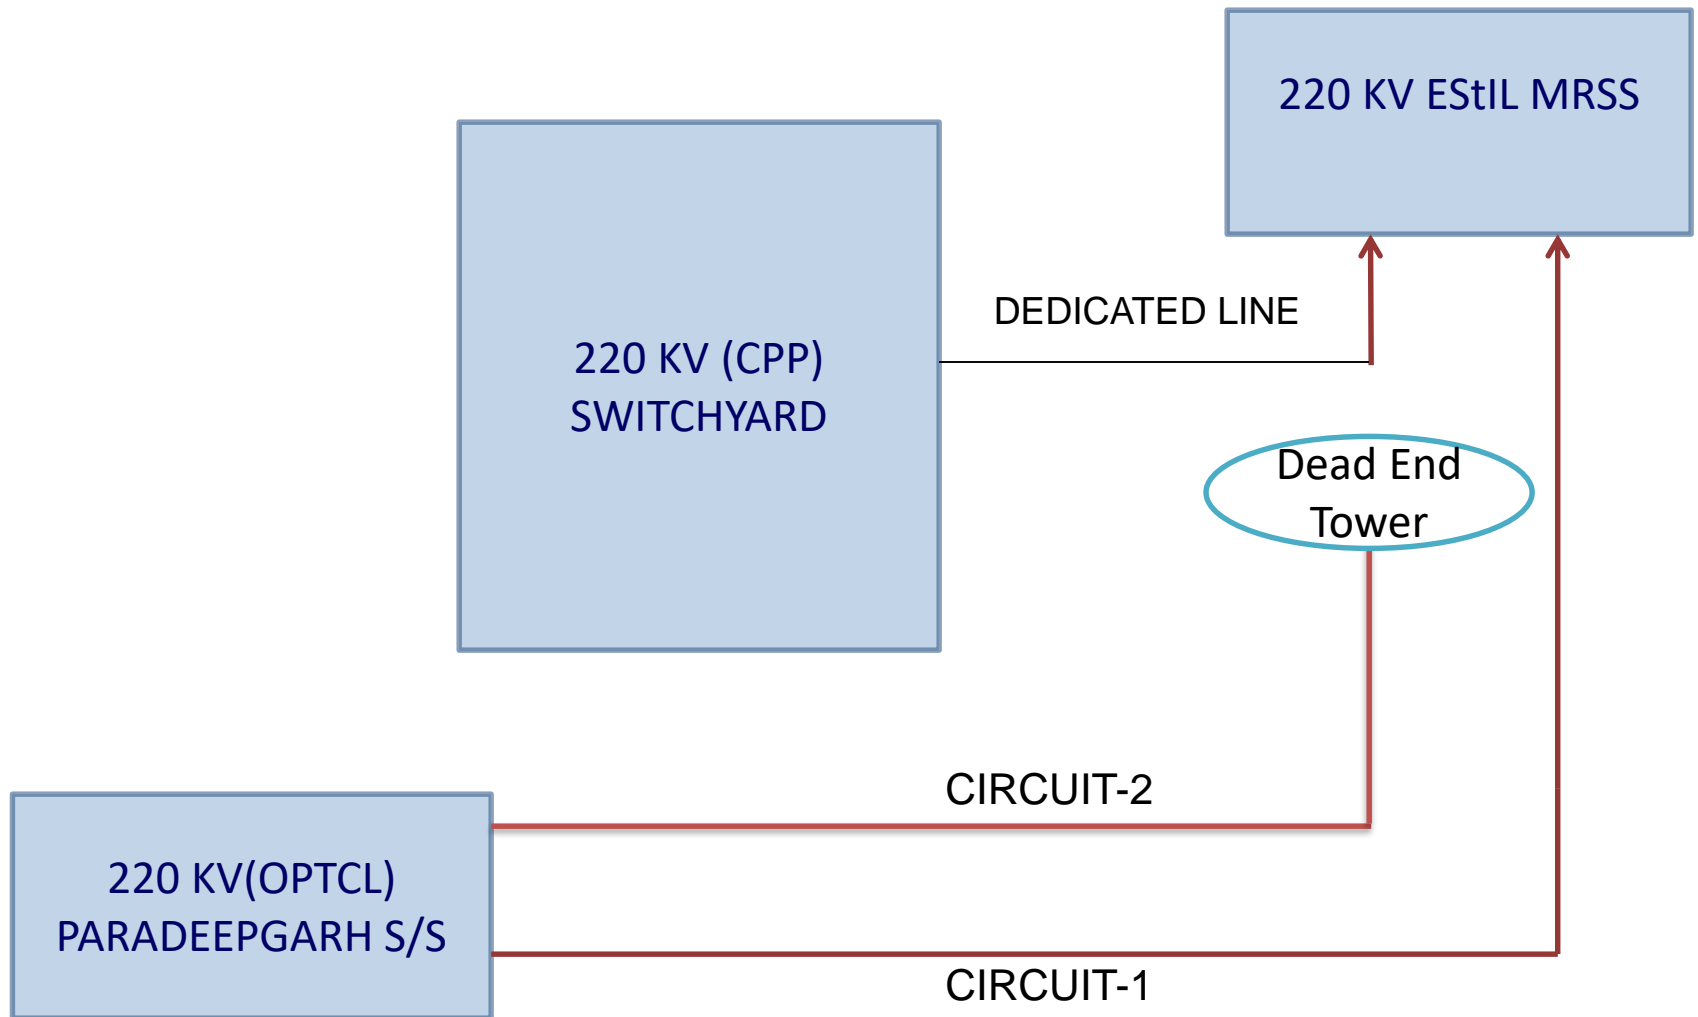 220 KV EStIL MRSS
DEDICATED LINE
220 KV (CPP)
SWITCHYARD
Dead End
Tower
CIRCUIT-2
220 KV(OPTCL)
PARADEEPGARH S/S
CIRCUIT-1